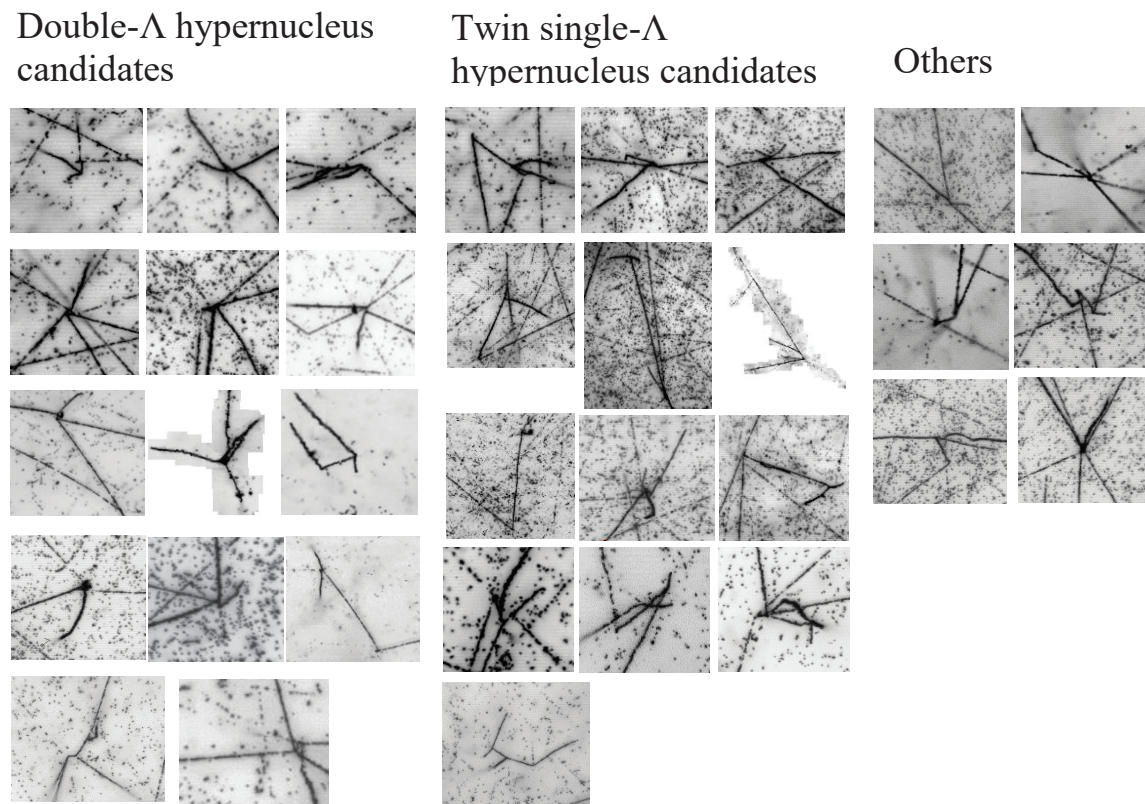 Double-Λ hypernucleus
candidates
Twin single-Λ
hypernucleus candidates
Others